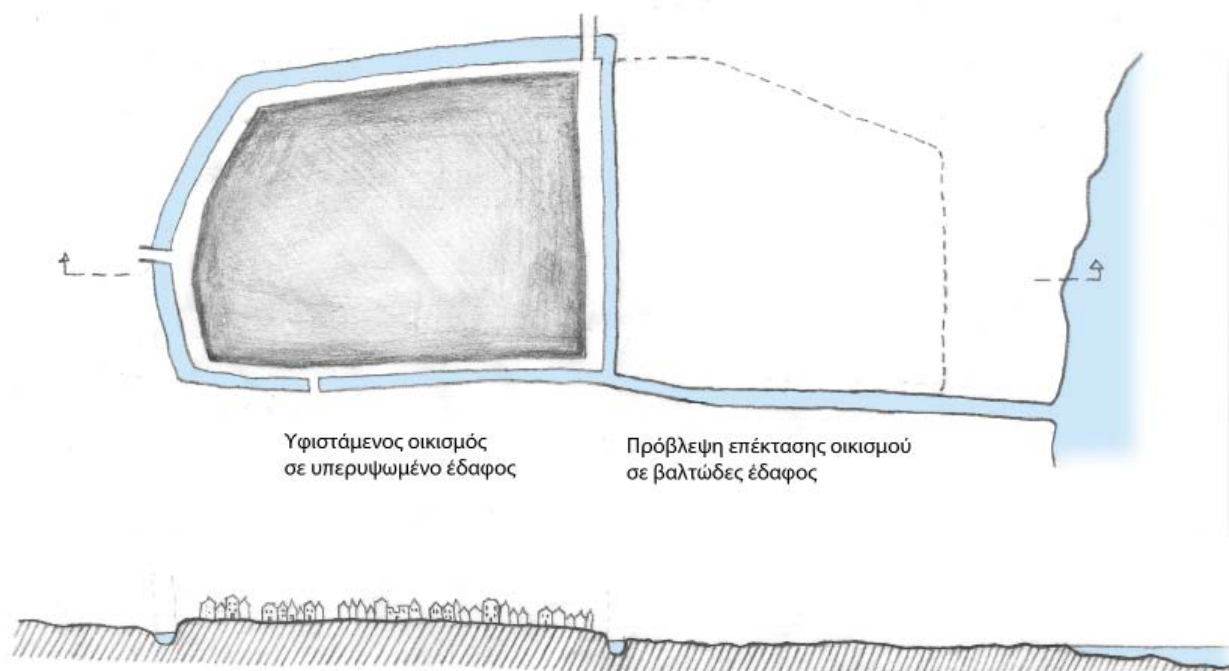 Υφιστάμενος οικισμός
σε υπερυψωμένο έδαφος
Πρόβλεψη επέκτασης οικισμού
σε βαλτώδες έδαφος